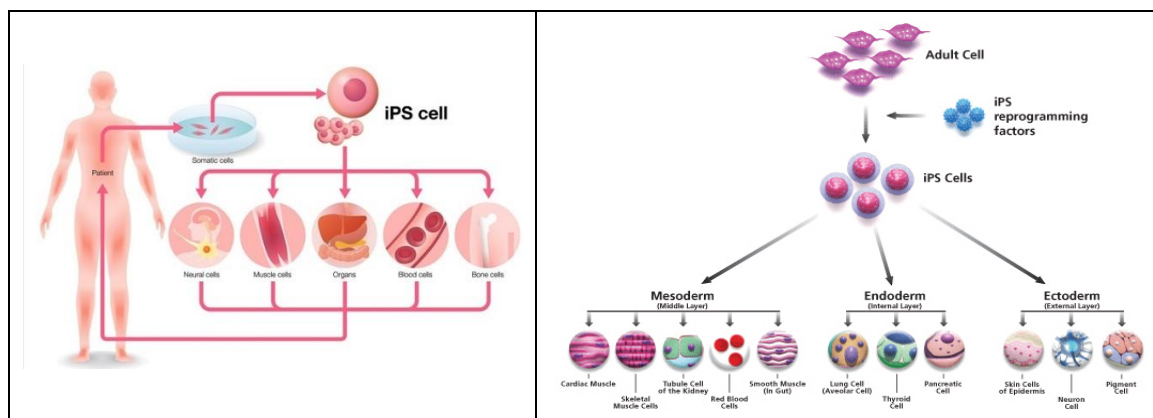 iPS cell
Somatic cells
Patient
Neural cells
Muscle cells
Organs
Blood cells
Bone cells
Adult Cell
iPS
reprogramming
factors
iPS Cells
Mesoderm
(Middle Layer)
Endoderm
(Internal Layer)
Ectoderm
(External Layer)
Cardiac Muscle
Skeletal
Muscle Cells
Tubule Cell
of the Kidney
Red Blood
Cells
Smooth Muscle
(In Gut)
Lung Cell
(Aveolar Cell)
Thyroid
Cell
Pancreatic
Cell
Skin Cells
of Epidermis
Neuron
Cell
Pigment
Cell